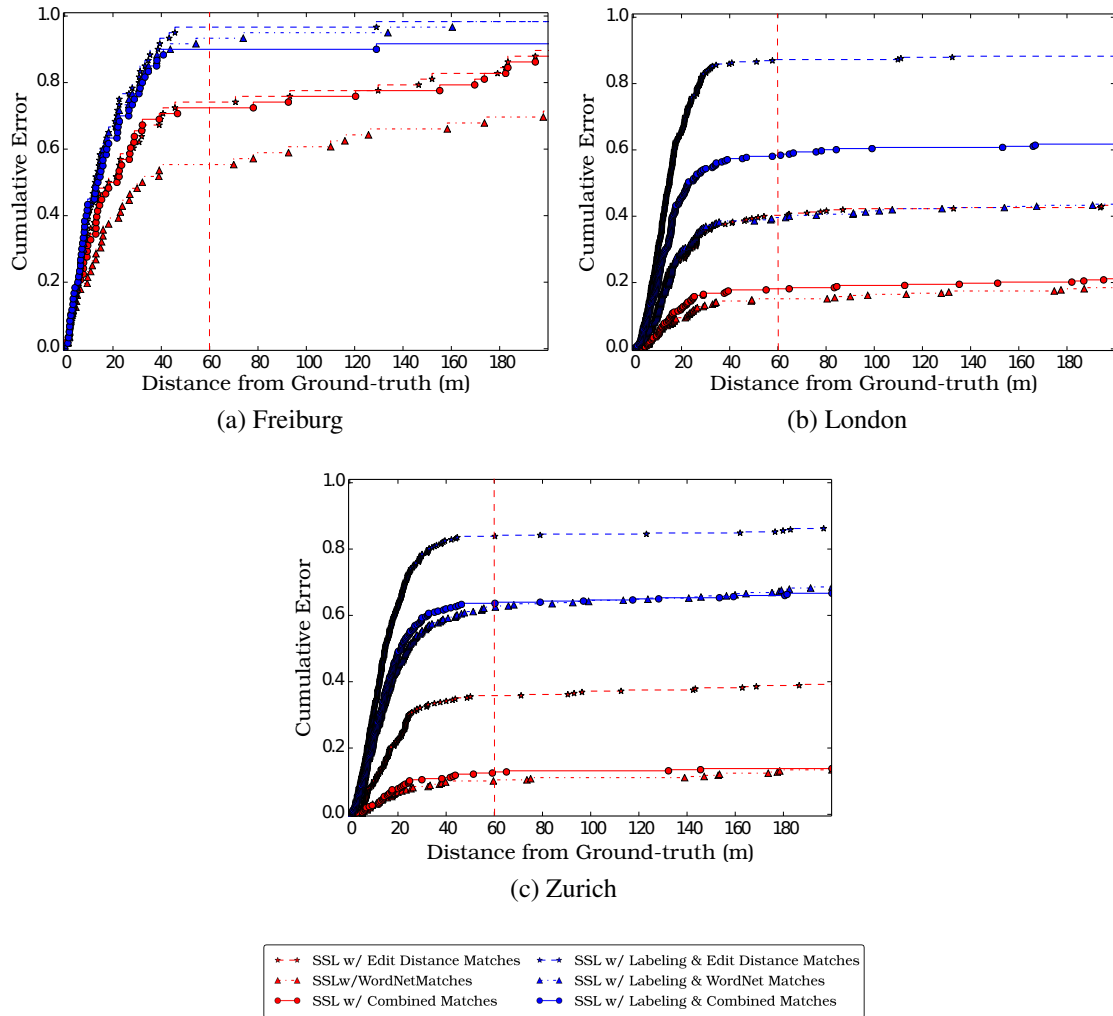 1.0
0.8
0.6
0.4
0.2
0.0
Cumulative Error
0 20 40 60 80 100 120 140 160 180
Distance from Ground-truth (m)
(a) Freiburg
1.0
0.8
0.6
0.4
0.2
0.0
Cumulative Error
0 20 40 60 80 100 120 140 160 180
Distance from Ground-truth (m)
(b) London
1.0
0.8
0.6
0.4
0.2
0.0
Cumulative Error
0 20 40 60 80 100 120 140 160 180
Distance from Ground-truth (m)
(c) Zurich
SSL w/ Edit Distance Matches
SSLw/WordNetMatches
SSL w/ Combined Matches
SSL w/ Labeling & Edit Distance Matches
SSL w/ Labeling & WordNet Matches
SSL w/ Labeling & Combined Matches